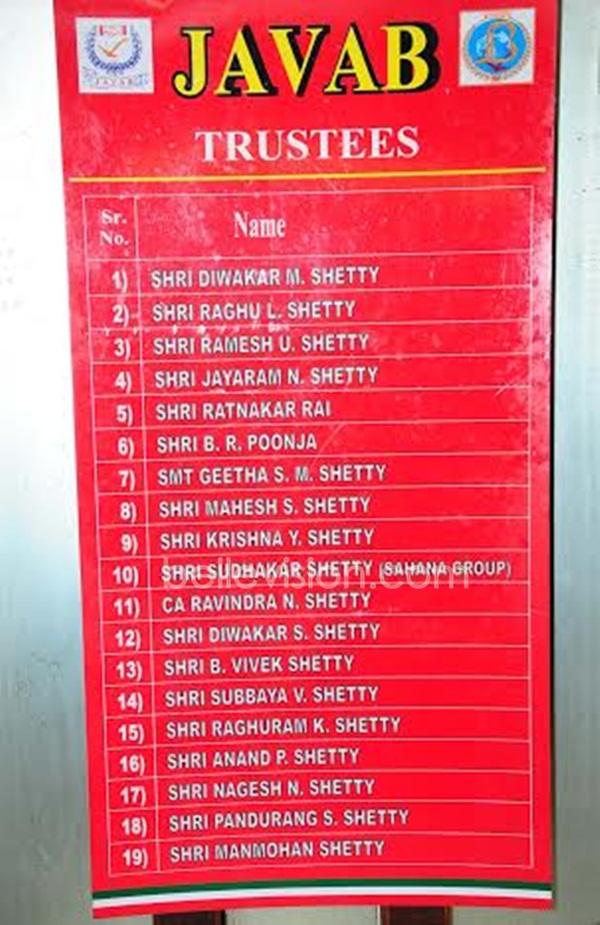 JAVAB
JAVAB
TRUSTEES
Sr. No. Name
1) SHRI DIWAKAR M. SHETTY
2) SHRI RAGHU L. SHETTY
3) SHRI RAMESH U. SHETTY
4) SHRI JAYARAM N. SHETTY
5) SHRI RATNAKAR RAI
6) SHRI B. R. POONJA
7) SMT GEETHA S. M. SHETTY
8) SHRI MAHESH S. SHETTY
9) SHRI KRISHNA Y. SHETTY
10) SHRI SUDHAKAR SHETTY (SAHANA GROUP)
bellevision.com
11) CA RAVINDRA N. SHETTY
12) SHRI DIWAKAR S. SHETTY
13) SHRI B. VIVEK SHETTY
14) SHRI SUBBAYA V. SHETTY
15) SHRI RAGHURAM K. SHETTY
16) SHRI ANAND P. SHETTY
17) SHRI NAGESH N. SHETTY
18) SHRI PANDURANG S. SHETTY
19) SHRI MANMOHAN SHETTY